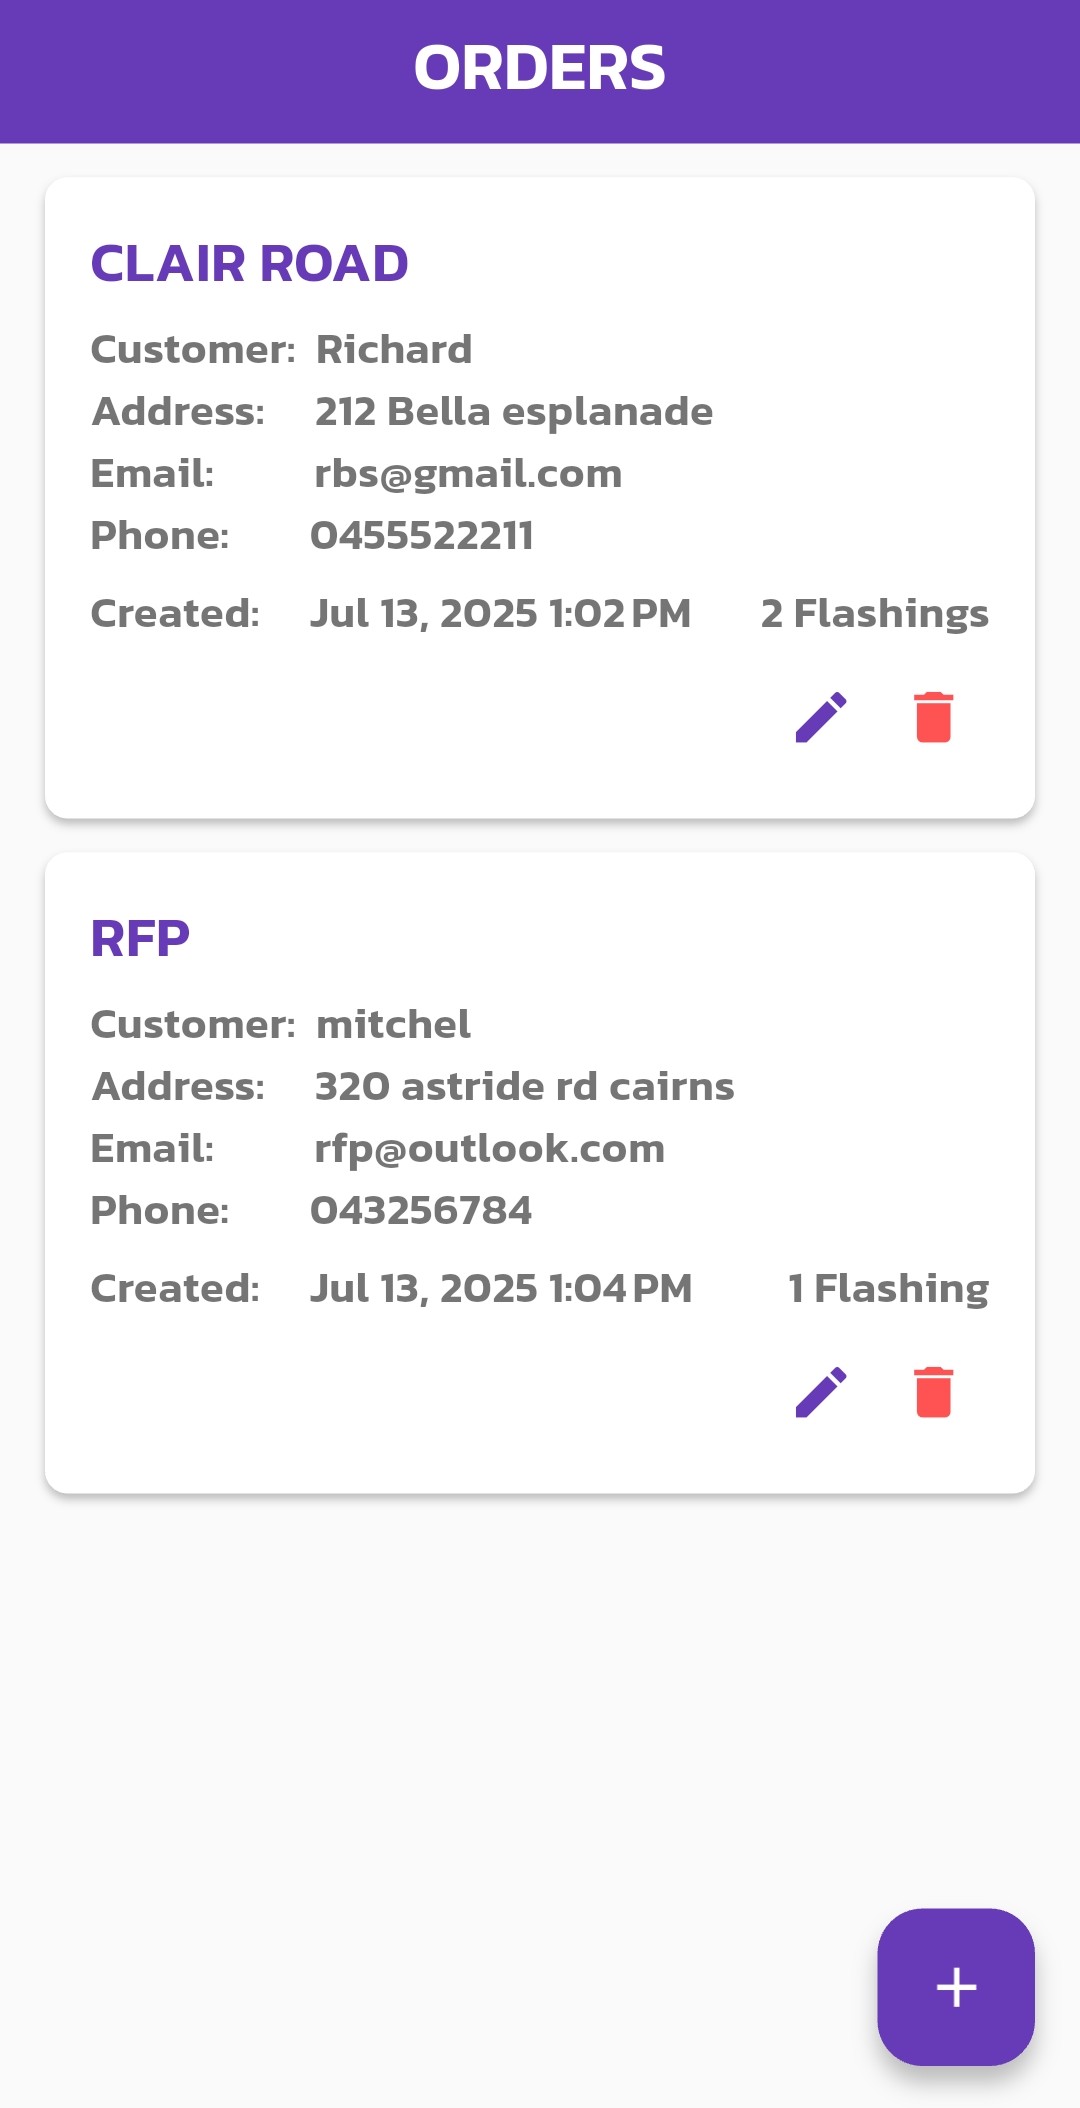 ORDERS
CLAIR ROAD
Customer: Richard
Address: 212 Bella esplanade
Email: rbs@gmail.com
Phone: 0455522211
Created: Jul 13, 2025 1:02 PM 2 Flashings
RFP
Customer: mitchel
Address: 320 astride rd cairns
Email: rfp@outlook.com
Phone: 043256784
Created: Jul 13, 2025 1:04 PM 1 Flashing
+